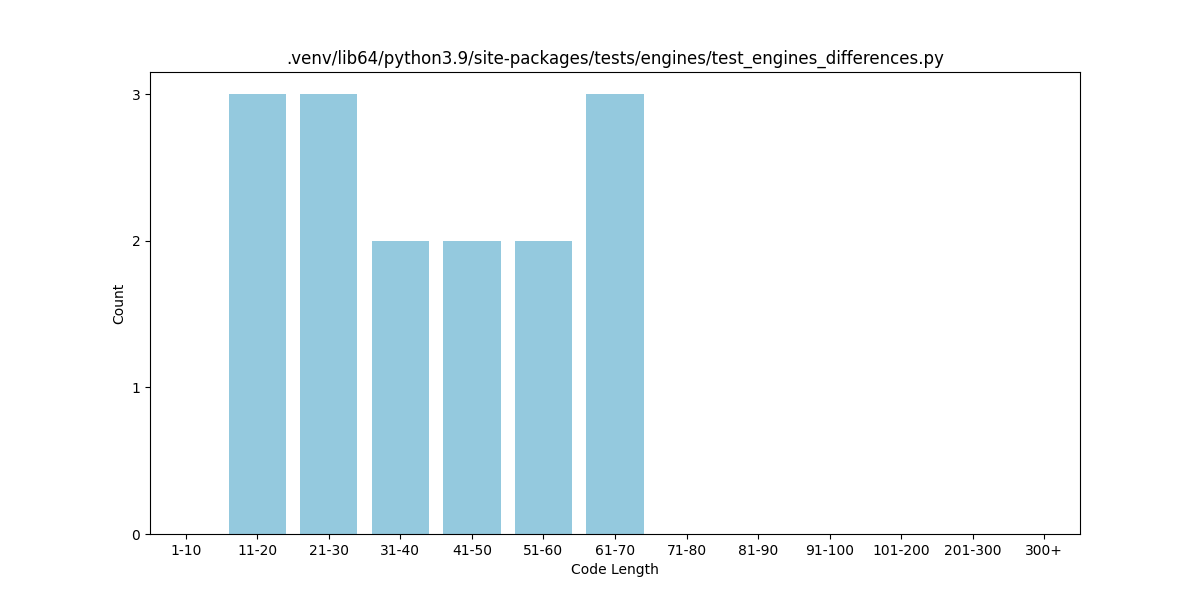 .venv/lib64/python3.9/site-packages/tests/engines/test_engines_differences.py
3
2
1
0
Count
1-10 11-20 21-30 31-40 41-50 51-60 61-70 71-80 81-90 91-100 101-200 201-300 300+
Code Length